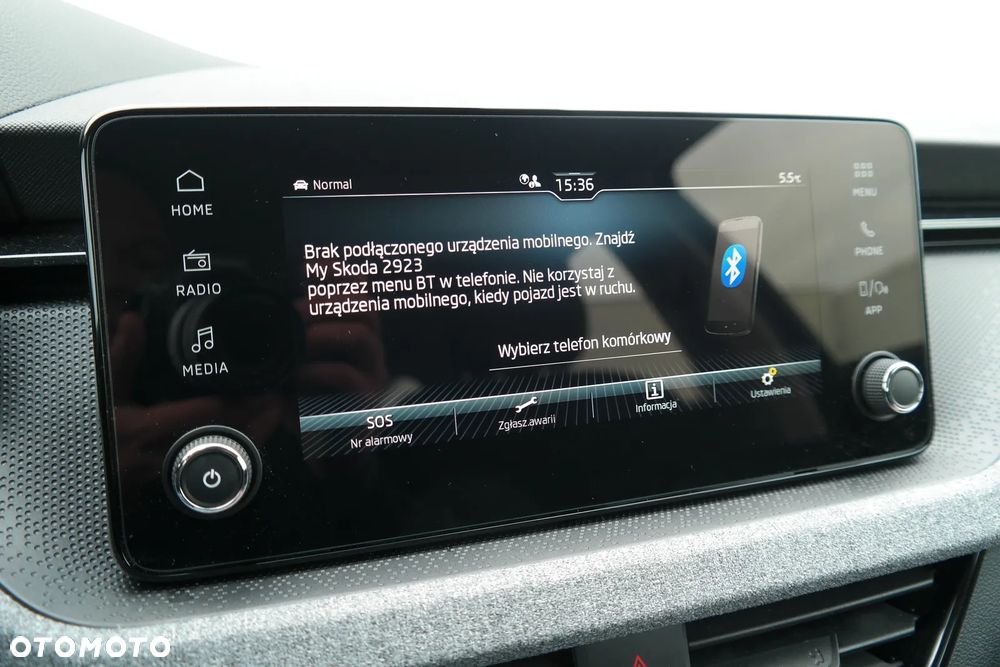 HOME
RADIO
MEDIA
Normal
15:36
5.5°C
Brak podłączonego urządzenia mobilnego. Znajdź
My Skoda 2923
poprzez menu BT w telefonie. Nie korzystaj z
urządzenia mobilnego, kiedy pojazd jest w ruchu.
Wybierz telefon komórkowy
SOS
Nr alarmowy
Zgłasz.awarii
Informacja
Ustawienia
MENU
PHONE
APP
OTOMOTO